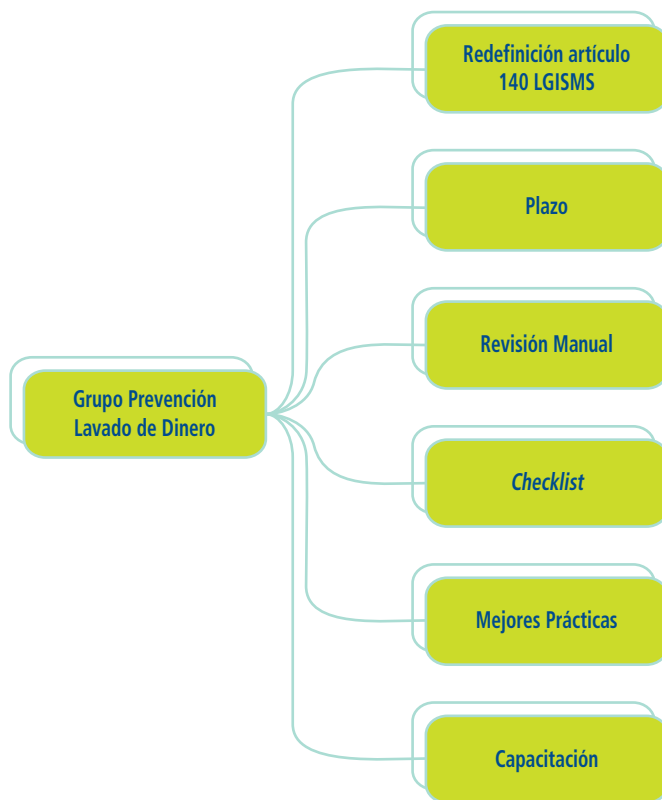 Redefinición artículo
140 LGISMS
Plazo
Revisión Manual
Grupo Prevención
Lavado de Dinero
Checklist
Mejores Prácticas
Capacitación